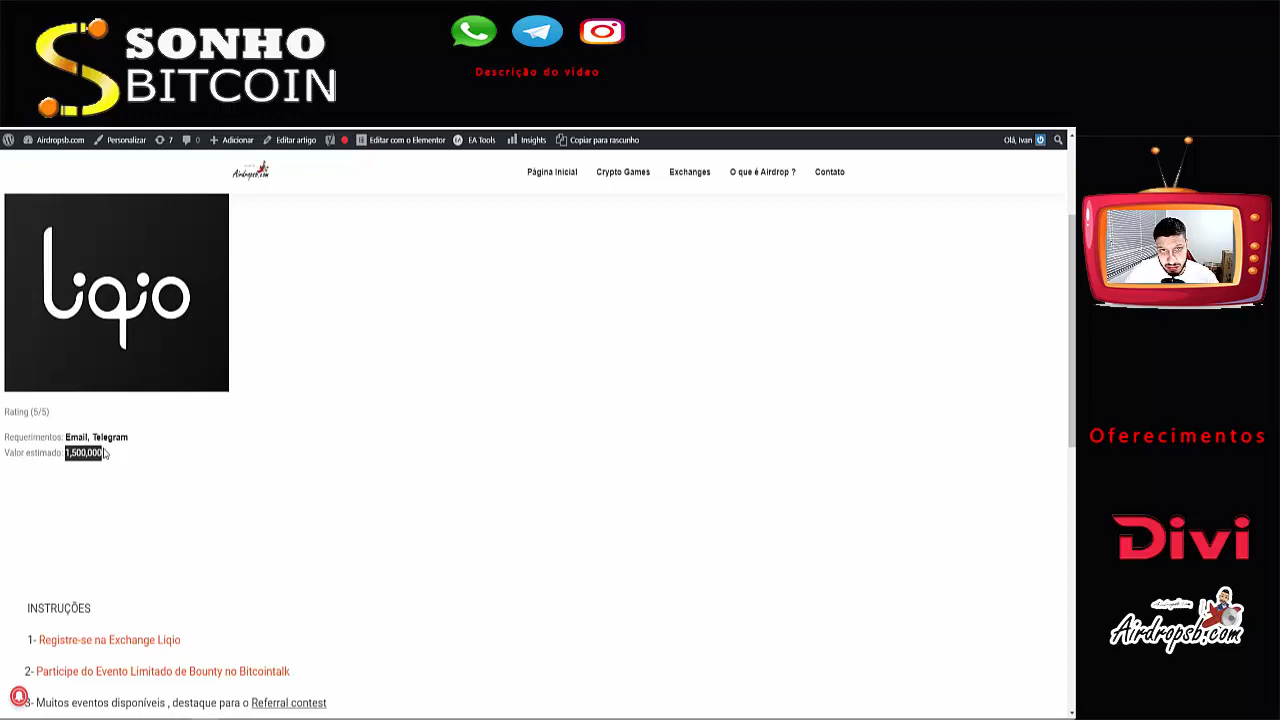 SONHO
BITCOIN
Descrição do vídeo
Airdropsb.com Personalizar 7 0 Adicionar Editar artigo Editar com o Elementor EA Tools Insights Copiar para rascunho Olá, Ivan
Airdropsb.com
Página Inicial Crypto Games Exchanges O que é Airdrop ? Contato
Liqio
Rating (5/5)
Requerimentos: Email, Telegram
Valor estimado: 1,500,000
INSTRUÇÕES
1- Registre-se na Exchange Liqio
2- Participe do Evento Limitado de Bounty no Bitcointalk
3- Muitos eventos disponíveis , destaque para o Referral contest
Oferecimentos
Divi
Airdropsb.com